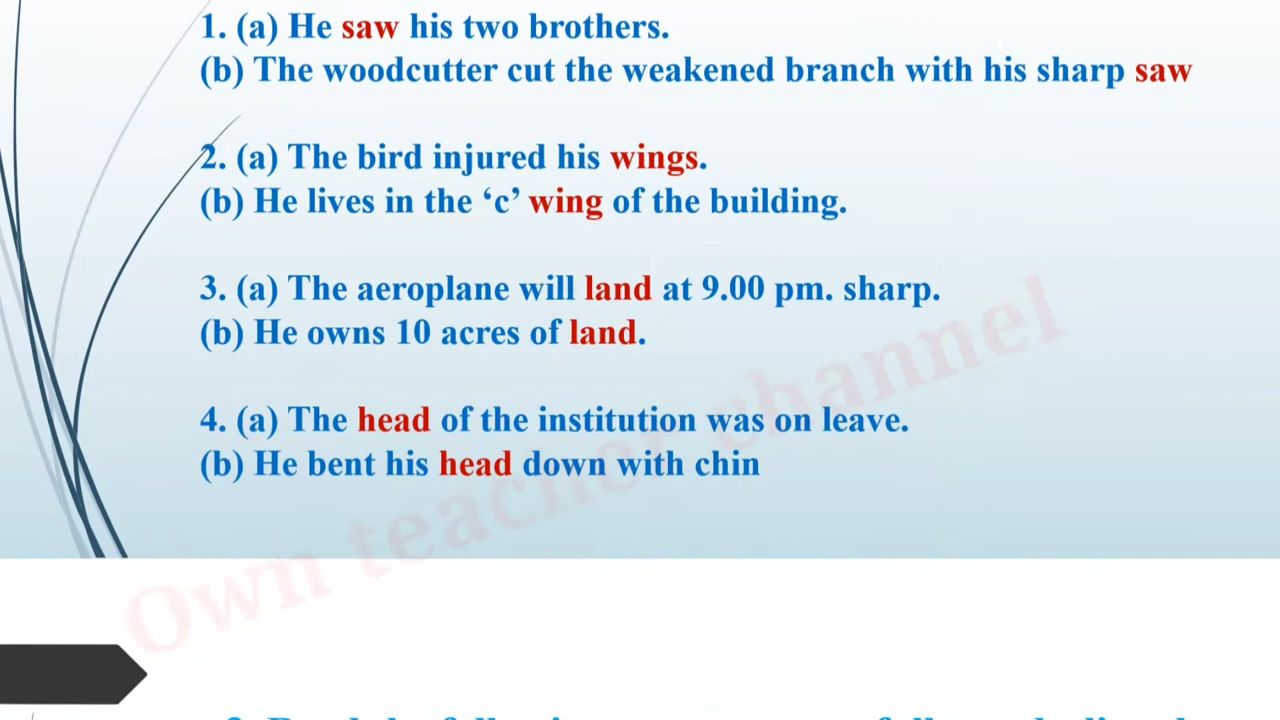 1. (a) He saw his two brothers.
(b) The woodcutter cut the weakened branch with his sharp saw
2. (a) The bird injured his wings.
(b) He lives in the ‘c’ wing of the building.
3. (a) The aeroplane will land at 9.00 pm. sharp.
(b) He owns 10 acres of land.
4. (a) The head of the institution was on leave.
(b) He bent his head down with chin
Own teacher channel